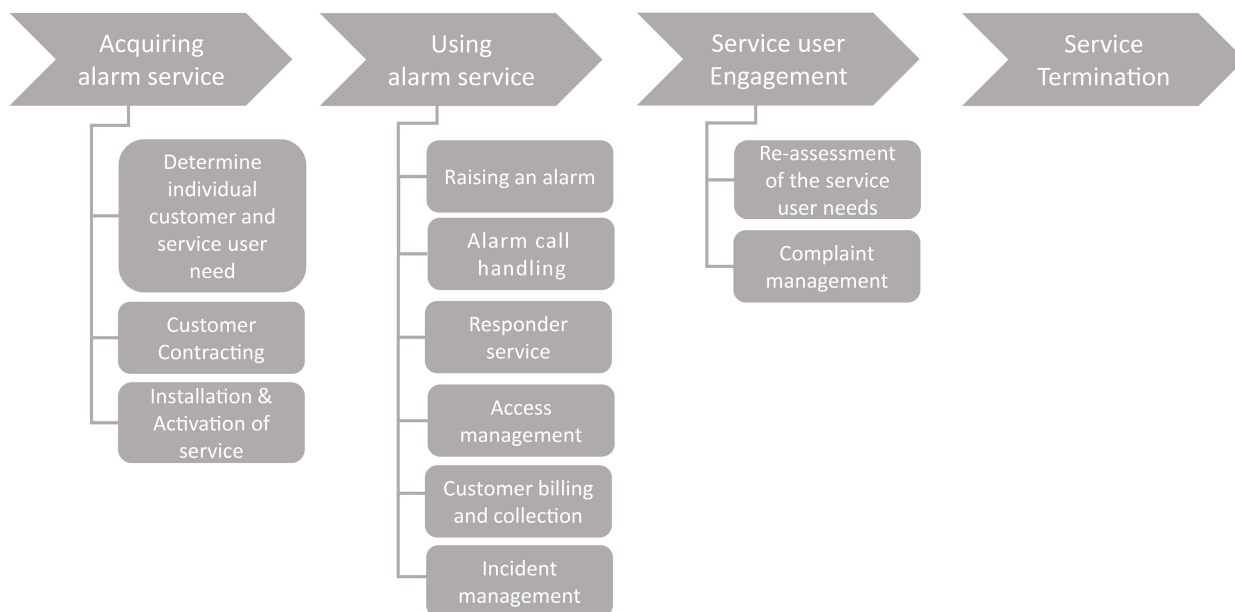 Acquiring
alarm service
Determine
individual
customer and
service user
need
Customer
Contracting
Installation &
Activation of
service
Using
alarm service
Raising an alarm
Alarm call
handling
Responder
service
Access
management
Customer billing
and collection
Incident
management
Service user
Engagement
Re-assessment
of the service
user needs
Complaint
management
Service
Termination